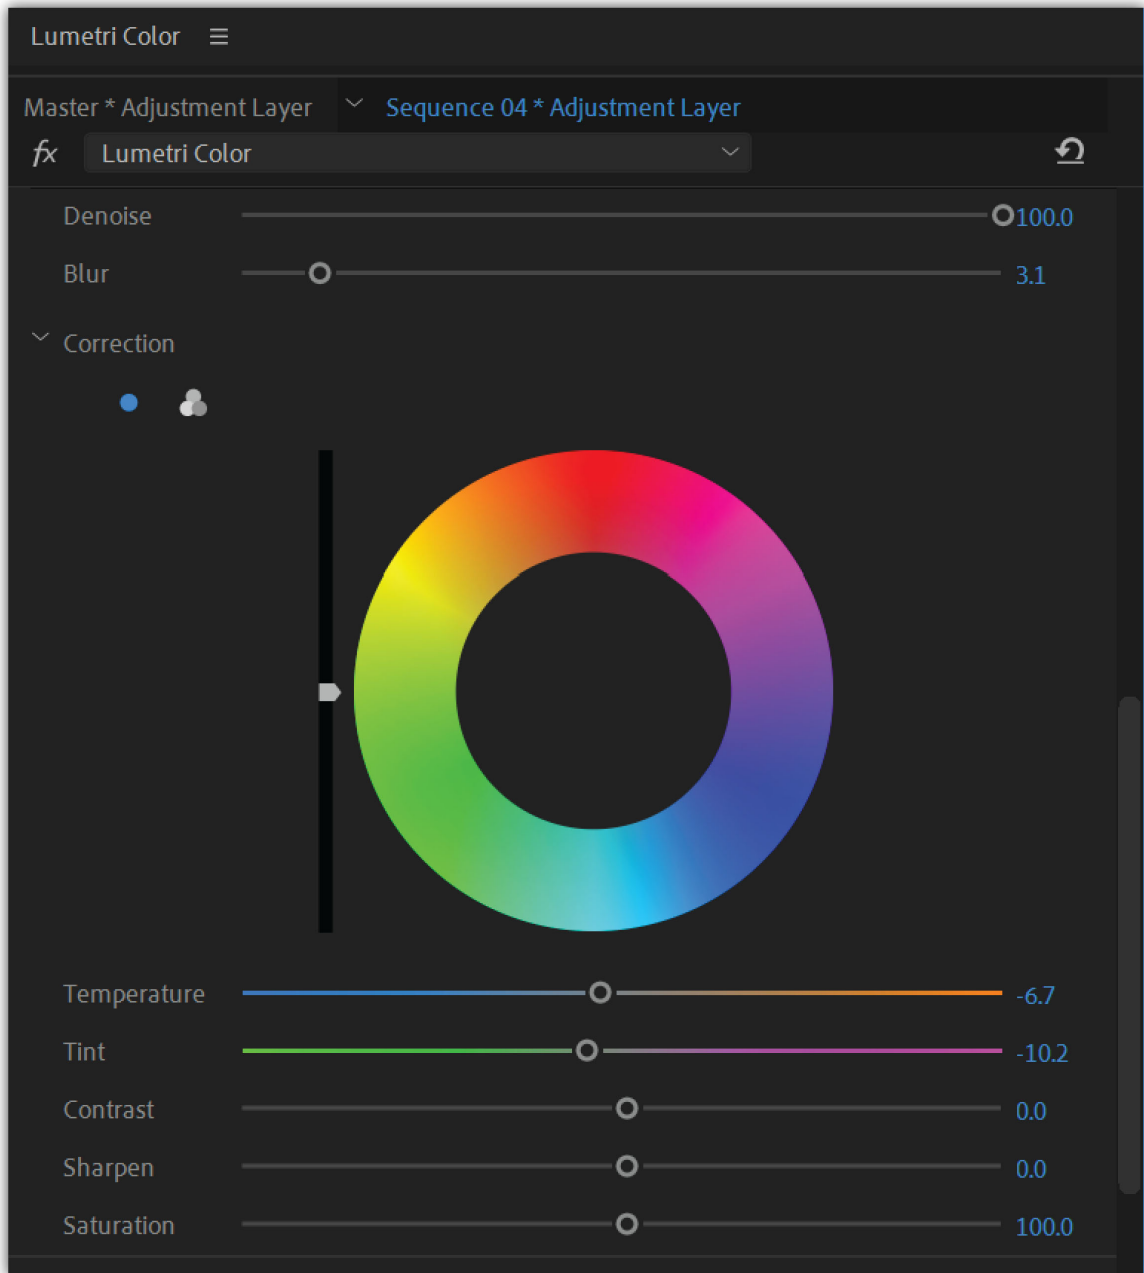 Lumetri Color
Master * Adjustment Layer
Sequence 04 * Adjustment Layer
fx
Lumetri Color
Denoise 100.0
Blur 3.1
Correction
Temperature -6.7
Tint -10.2
Contrast 0.0
Sharpen 0.0
Saturation 100.0